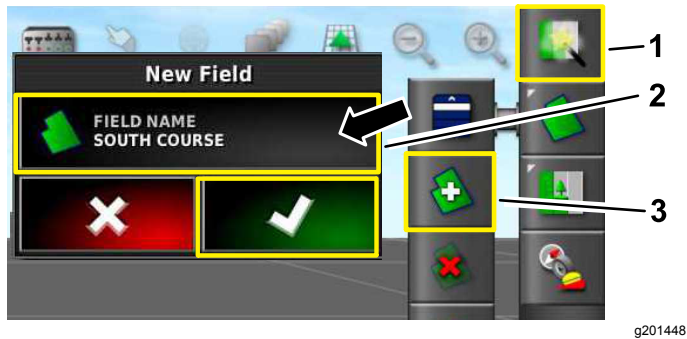 New Field
FIELD NAME
SOUTH COURSE
1
2
3
g201448